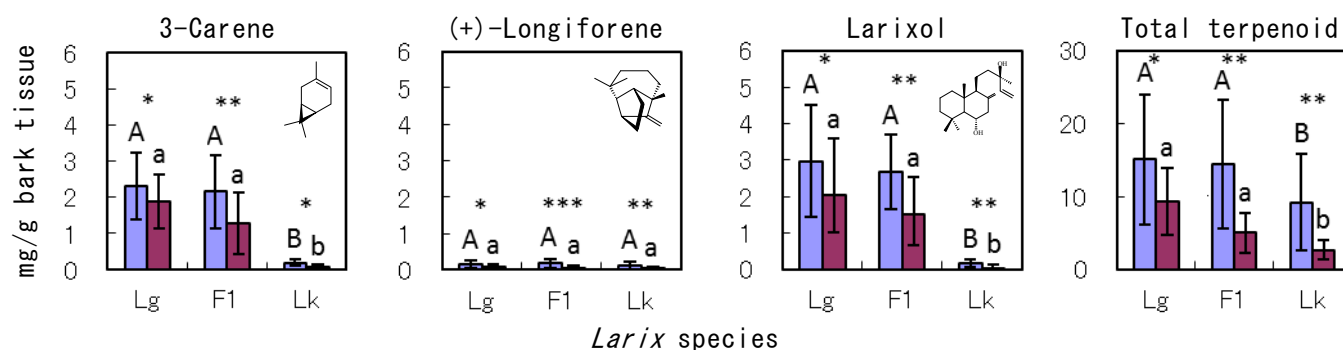 3-Carene
(+)-Longiforene
Larixol
Total terpenoid
mg/g bark tissue
6
5
4
3
2
1
0
*
A
a
**
A
a
*
B
b
Lg
F1
Lk
6
5
4
3
2
1
0
*
A
a
***
A
a
**
A
a
Lg
F1
Lk
6
5
4
3
2
1
0
*
A
a
**
A
a
**
B
b
OH
OH
Lg
F1
Lk
30
20
10
0
*
A
a
**
A
a
**
B
b
Lg
F1
Lk
Larix species